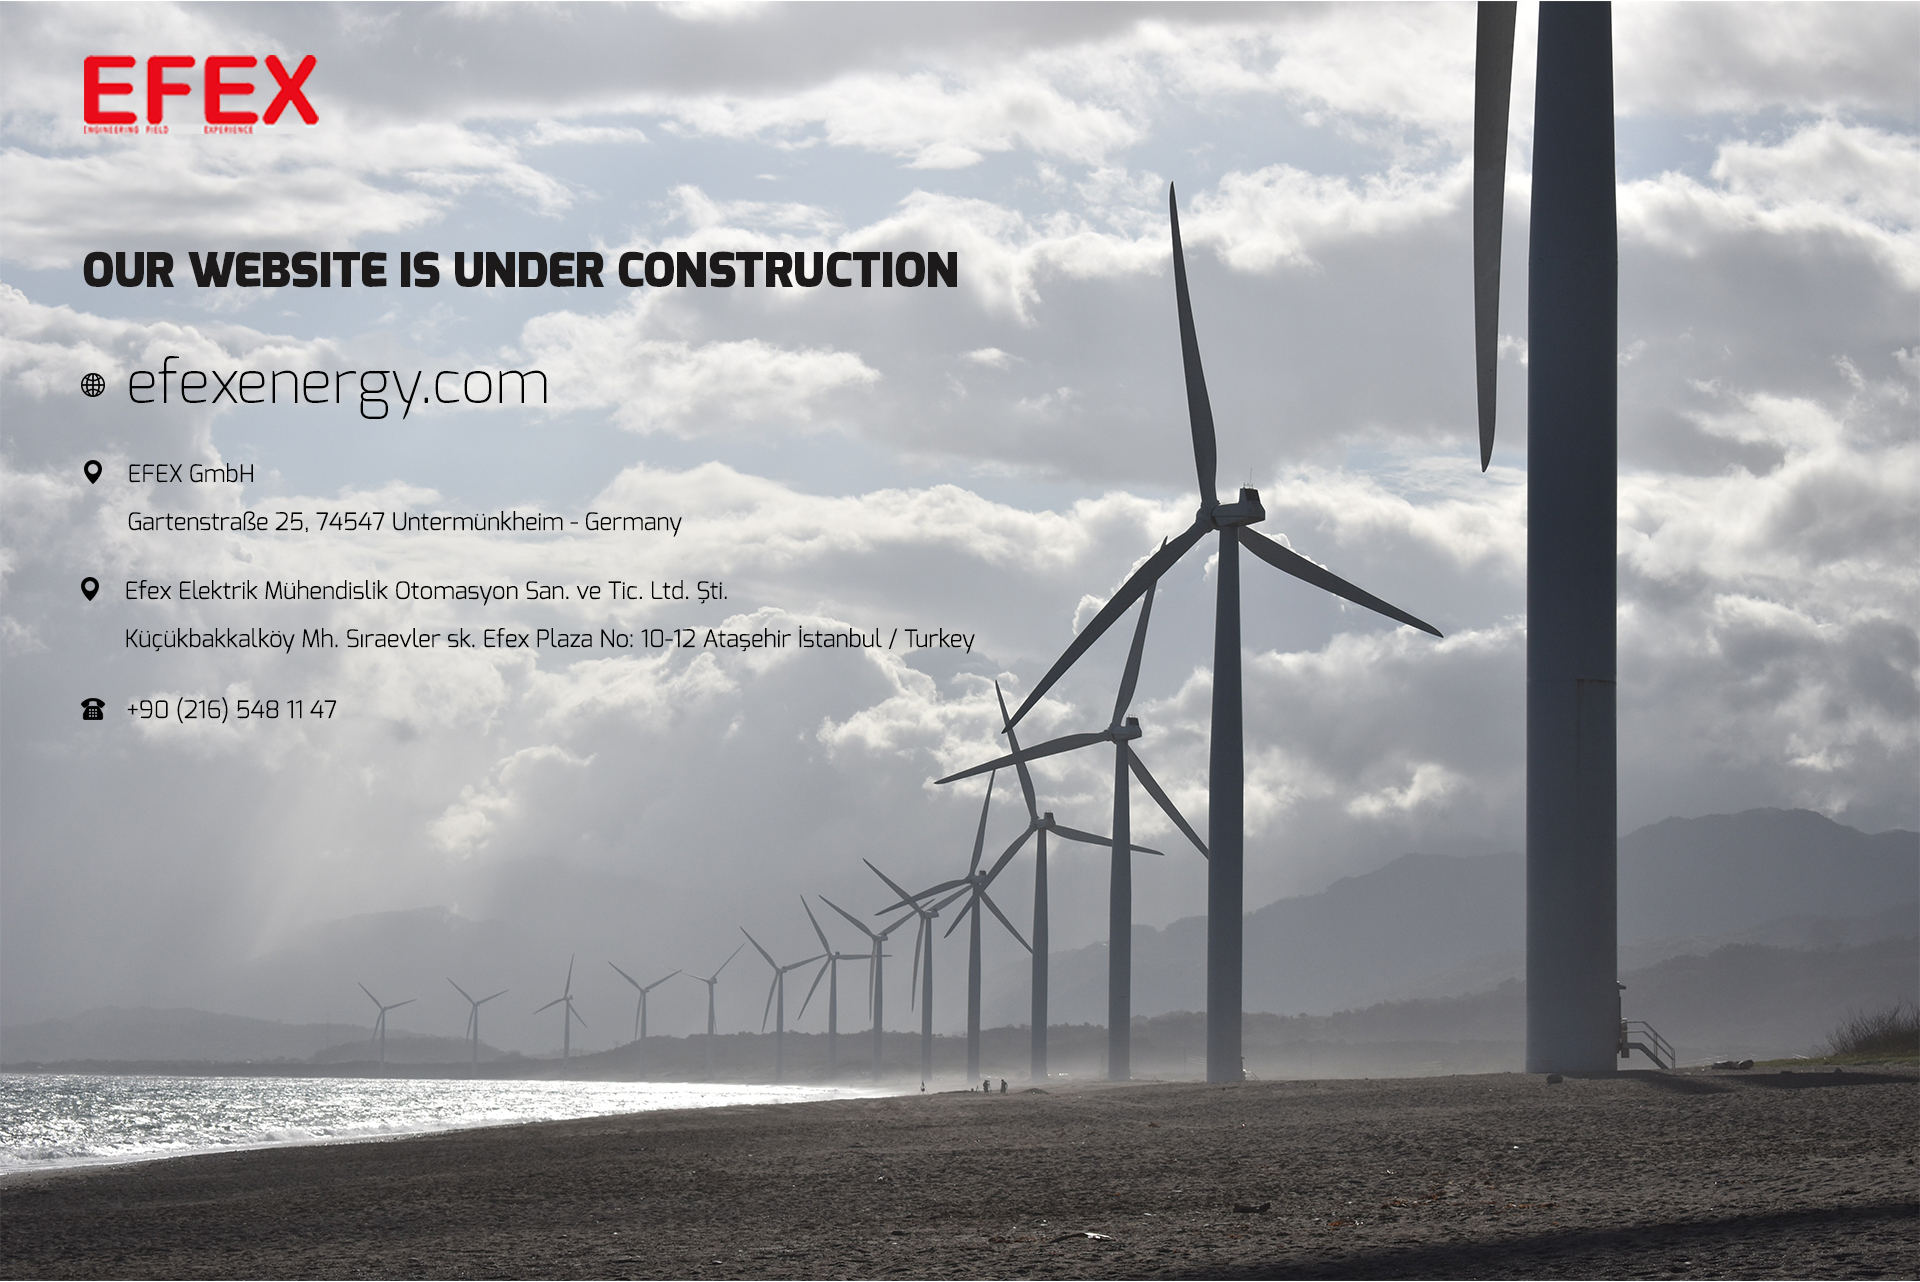 EFEX
ENGINEERING FIELD EXPERIENCE
OUR WEBSITE IS UNDER CONSTRUCTION
efexenergy.com
EFEX GmbH
Gartenstraße 25, 74547 Untermünkheim - Germany
Efex Elektrik Mühendislik Otomasyon San. ve Tic. Ltd. Şti.
Küçükbakkalköy Mh. Sıraevler sk. Efex Plaza No: 10-12 Ataşehir İstanbul / Turkey
+90 (216) 548 11 47